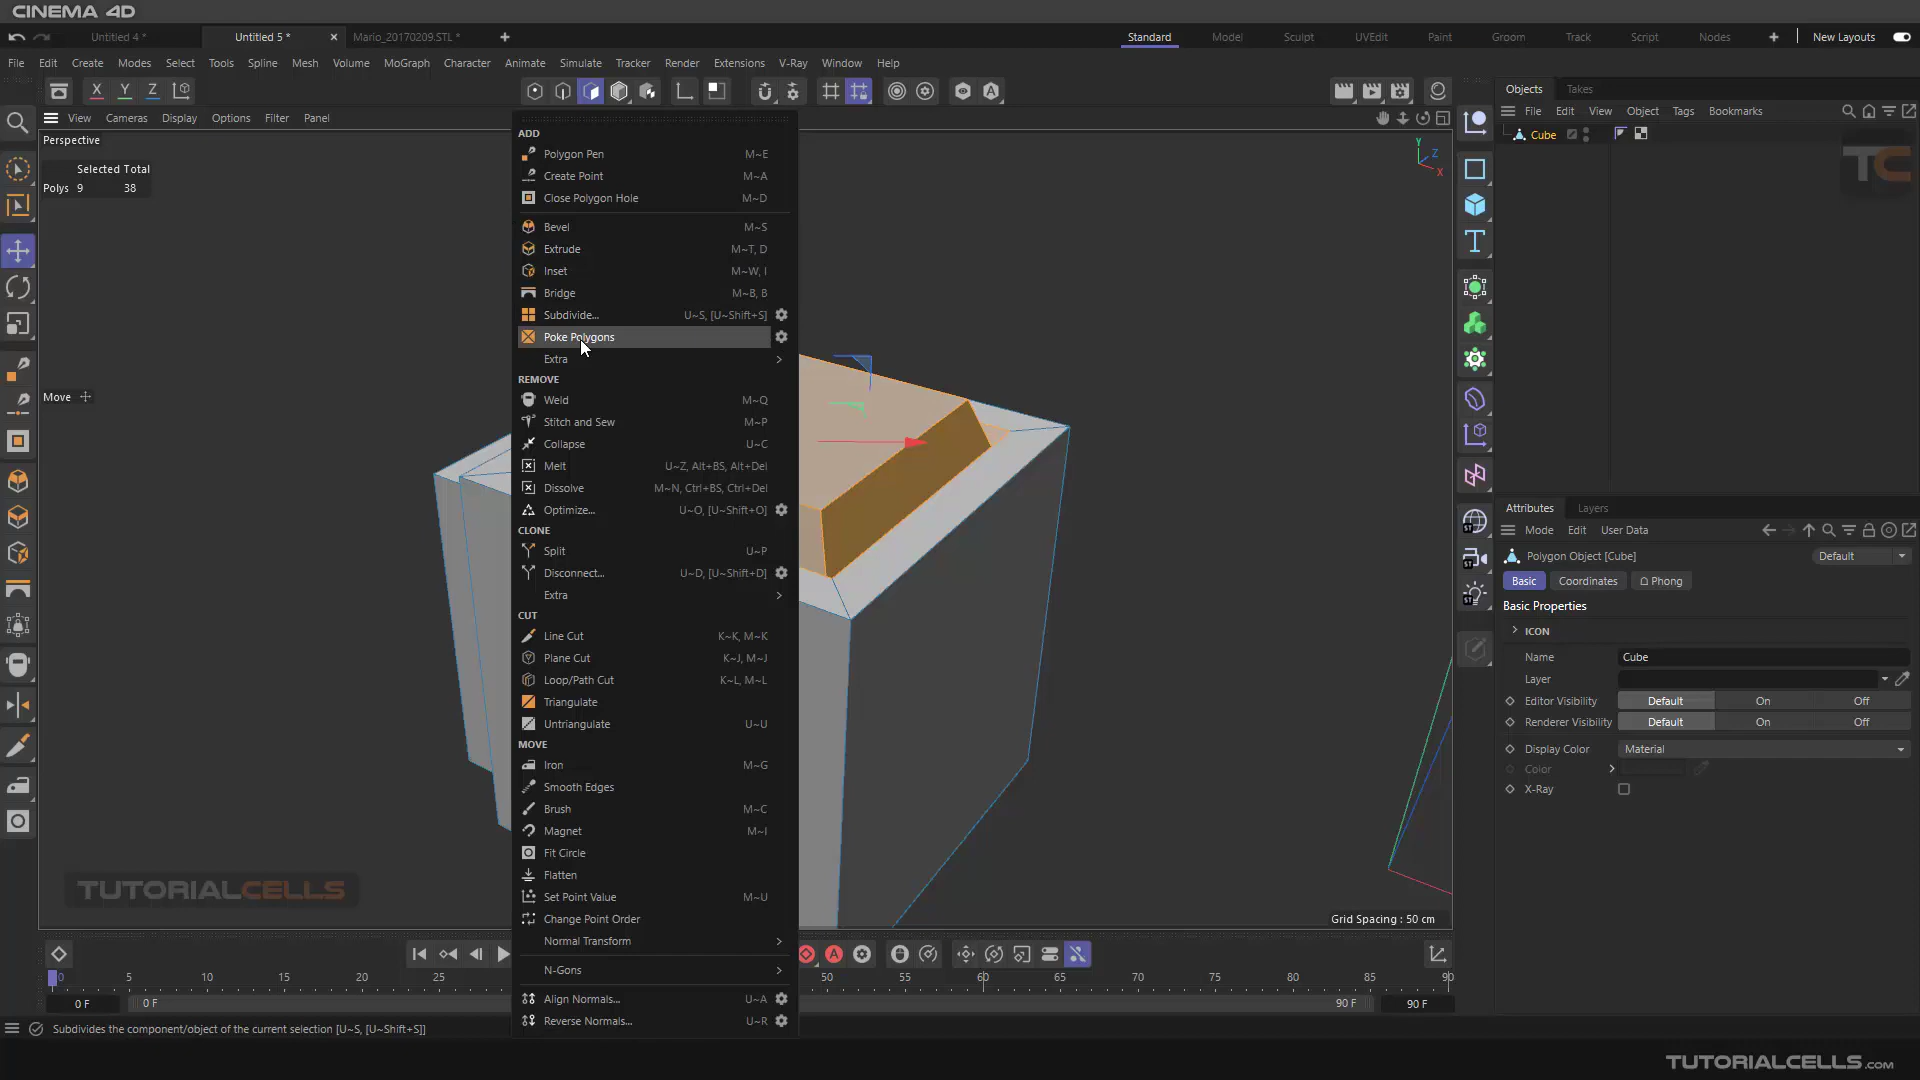 CINEMA 4D
Untitled 4 *
Untitled 5 *
Mario_20170209.STL *
Standard
Model
Sculpt
UVEdit
Paint
Groom
Track
Script
Nodes
New Layouts
File Edit Create Modes Select Tools Spline Mesh Volume MoGraph Character Animate Simulate Tracker Render Extensions V-Ray Window Help
X Y Z
View Cameras Display Options Filter Panel
Perspective
Selected Total
Polys 9 38
Move
ADD
Polygon Pen M~E
Create Point M~A
Close Polygon Hole M~D
Bevel M~S
Extrude M~T, D
Inset M~W, I
Bridge M~B, B
Subdivide... U~S, [U~Shift+S]
Poke Polygons
Extra
REMOVE
Weld M~Q
Stitch and Sew M~P
Collapse U~C
Melt U~Z, Alt+BS, Alt+Del
Dissolve M~N, Ctrl+BS, Ctrl+Del
Optimize... U~O, [U~Shift+O]
CLONE
Split U~P
Disconnect... U~D, [U~Shift+D]
Extra
CUT
Line Cut K~K, M~K
Plane Cut K~J, M~J
Loop/Path Cut K~L, M~L
Triangulate
Untriangulate U~U
MOVE
Iron M~G
Smooth Edges
Brush M~C
Magnet M~I
Fit Circle
Flatten
Set Point Value M~U
Change Point Order
Normal Transform
N-Gons
Align Normals... U~A
Reverse Normals... U~R
Y
Z
X
TUTORIALCELLS
Grid Spacing : 50 cm
Objects Takes
File Edit View Object Tags Bookmarks
Cube
TC
Attributes Layers
Mode Edit User Data
Polygon Object [Cube]
Default
Basic Coordinates Phong
Basic Properties
ICON
Name Cube
Layer
Editor Visibility Default On Off
Renderer Visibility Default On Off
Display Color Material
Color
X-Ray
0 5 10 15 20 25 50 55 60 65 70 75 80 85 90
0 F 0 F 90 F 90 F
Subdivides the component/object of the current selection [U~S, [U~Shift+S]]
TUTORIALCELLS.COM